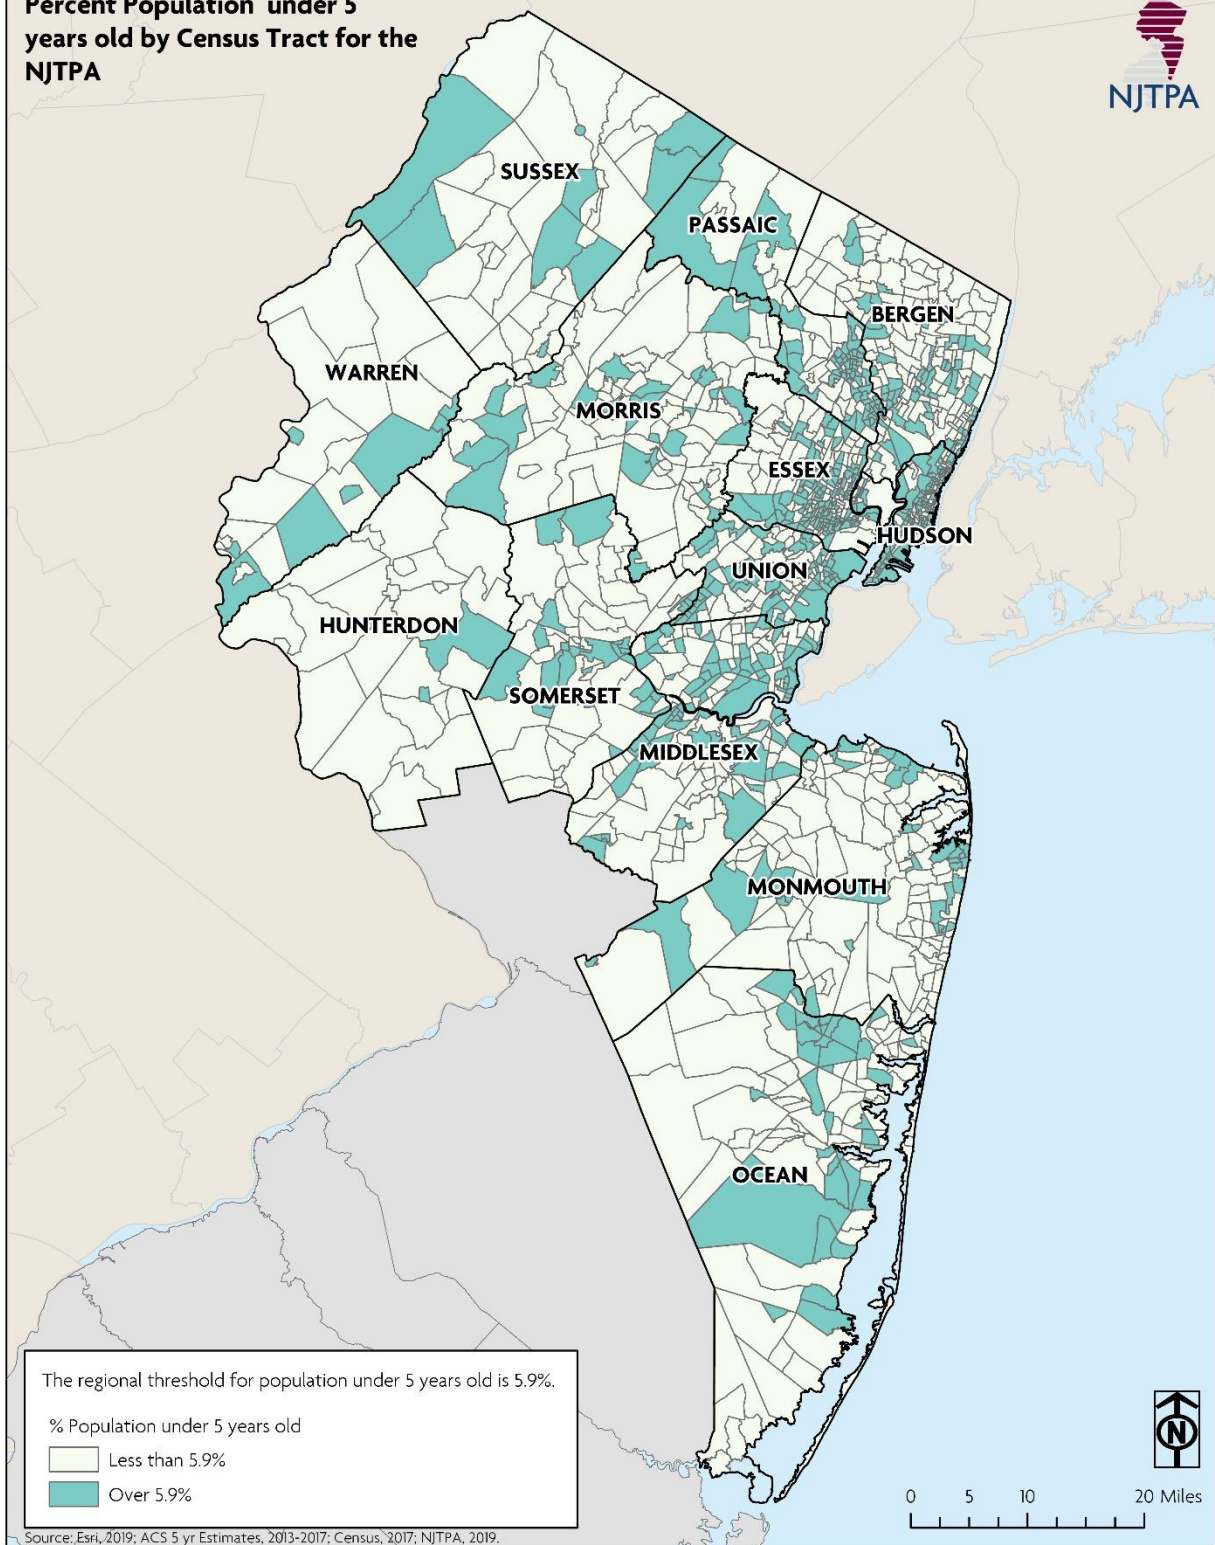 Percent Population under 5
years old by Census Tract for the
NJTPA
NJTPA
SUSSEX
PASSAIC
BERGEN
WARREN
MORRIS
ESSEX
HUDSON
UNION
HUNTERDON
SOMERSET
MIDDLESEX
MONMOUTH
OCEAN
The regional threshold for population under 5 years old is 5.9%.
% Population under 5 years old
Less than 5.9%
Over 5.9%
N
0 5 10 20 Miles
Source: Esri, 2019; ACS 5 yr Estimates, 2013-2017; Census, 2017; NJTPA, 2019.